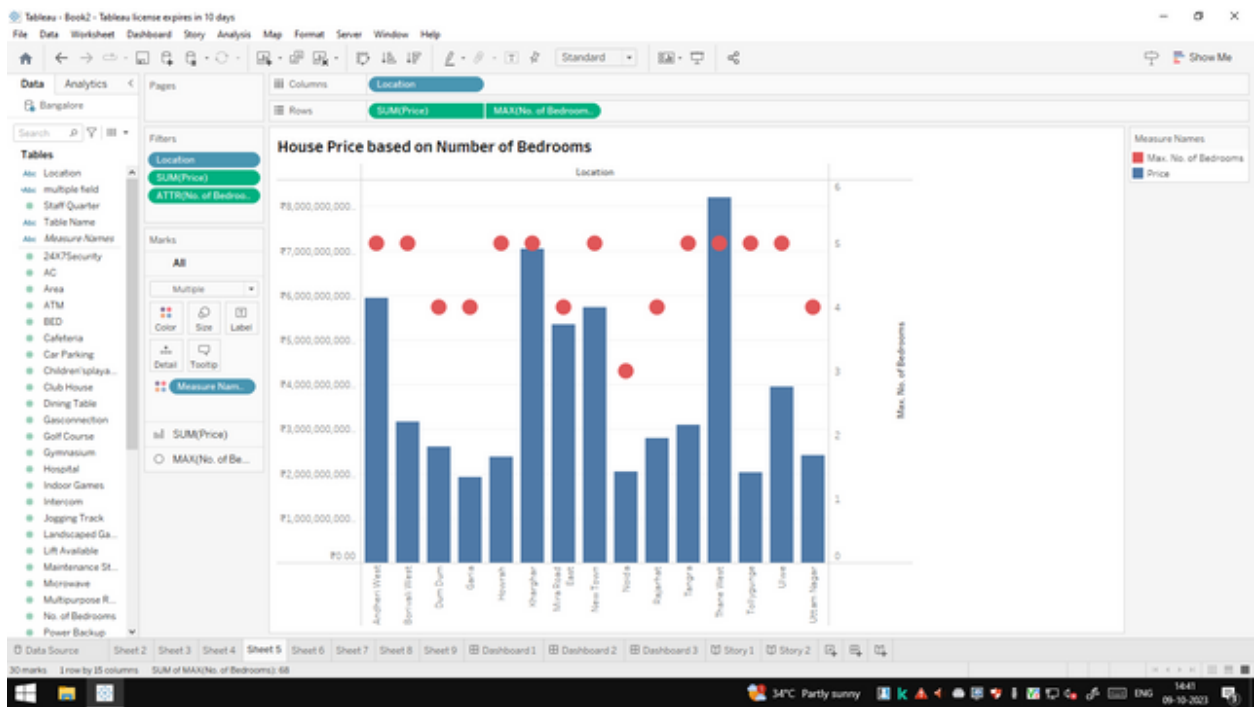 Tableau - Book2 - Tableau license expires in 10 days
File Data Worksheet Dashboard Story Analysis Map Format Server Window Help
Standard
Show Me
Data Analytics
Bangalore
Search
Tables
Abc Location
multiple field
Staff Quarter
Abc Table Name
Abc Measure Names
24X7Security
AC
Area
ATM
BED
Cafeteria
Car Parking
Children'splaya...
Club House
Dining Table
Gasconnection
Golf Course
Gymnasium
Hospital
Indoor Games
Intercom
Jogging Track
Landscaped Ga...
Lift Available
Maintenance St...
Microwave
Multipurpose R...
No. of Bedrooms
Power Backup
Pages
Filters
Location
SUM(Price)
ATTR(No. of Bedroo..
Marks
All
Multiple
Color Size Label
Detail Tooltip
Measure Nam..
SUM(Price)
MAX(No. of Be...
Columns Location
Rows SUM(Price) MAX(No. of Bedroom..
House Price based on Number of Bedrooms
Location
₹8,000,000,000..
₹7,000,000,000..
₹6,000,000,000..
₹5,000,000,000..
₹4,000,000,000..
₹3,000,000,000..
₹2,000,000,000..
₹1,000,000,000..
₹0.00
6
5
4
3
2
1
0
Max. No. of Bedrooms
Andheri West
Borivali West
Dum Dum
Garia
Howrah
Kharghar
Mira Road
East
New Town
Noida
Rajarhat
Tangra
Thane West
Tollygunge
Ulwe
Uttam Nagar
Measure Names
Max. No. of Bedrooms
Price
Data Source Sheet 2 Sheet 3 Sheet 4 Sheet 5 Sheet 6 Sheet 7 Sheet 8 Sheet 9 Dashboard 1 Dashboard 2 Dashboard 3 Story 1 Story 2
30 marks 1 row by 15 columns SUM of MAX(No. of Bedrooms): 68
34°C Partly sunny ENG
14:41
09-10-2023